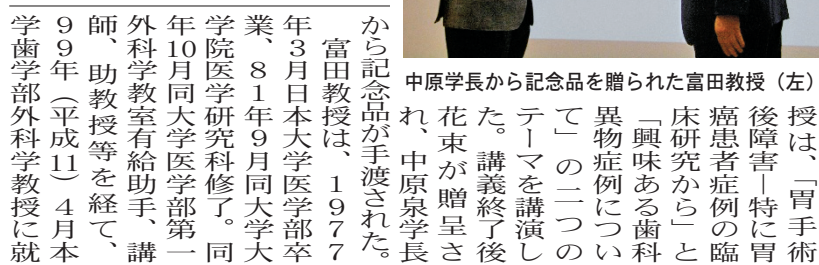 中原学長から記念品を贈られた富田教授（左）
授は、「胃手術
後障害―特に胃
癌患者症例の臨
床研究から」と
「興味ある歯科
異物症例につい
て」の二つの
テーマを講演し
た。講義終了後
花束が贈呈さ
れ、中原泉学長
から記念品が手渡された。
富田教授は、1977
年3月日本大学医学部卒
業、81年9月同大学大
学院医学研究科修了。同
年10月同大学医学部第一
外科学教室有給助手、講
師、助教授等を経て、
99年（平成11）4月本
学歯学部外科学教授に就